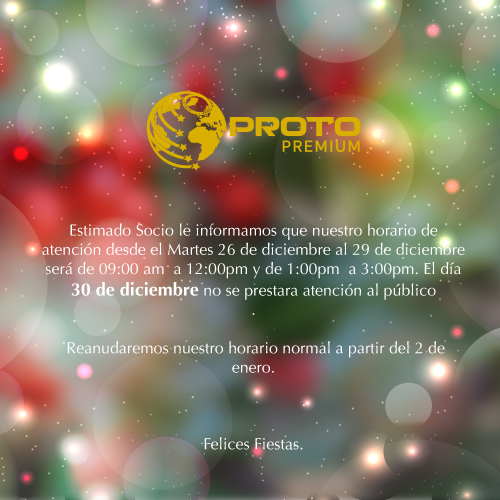 PROTO
PREMIUM
Estimado Socio le informamos que nuestro horario de
atención desde el Martes 26 de diciembre al 29 de diciembre
será de 09:00 am a 12:00pm y de 1:00pm a 3:00pm. El día
30 de diciembre no se prestara atención al público
.
Reanudaremos nuestro horario normal a partir del 2 de
enero.
Felices Fiestas.